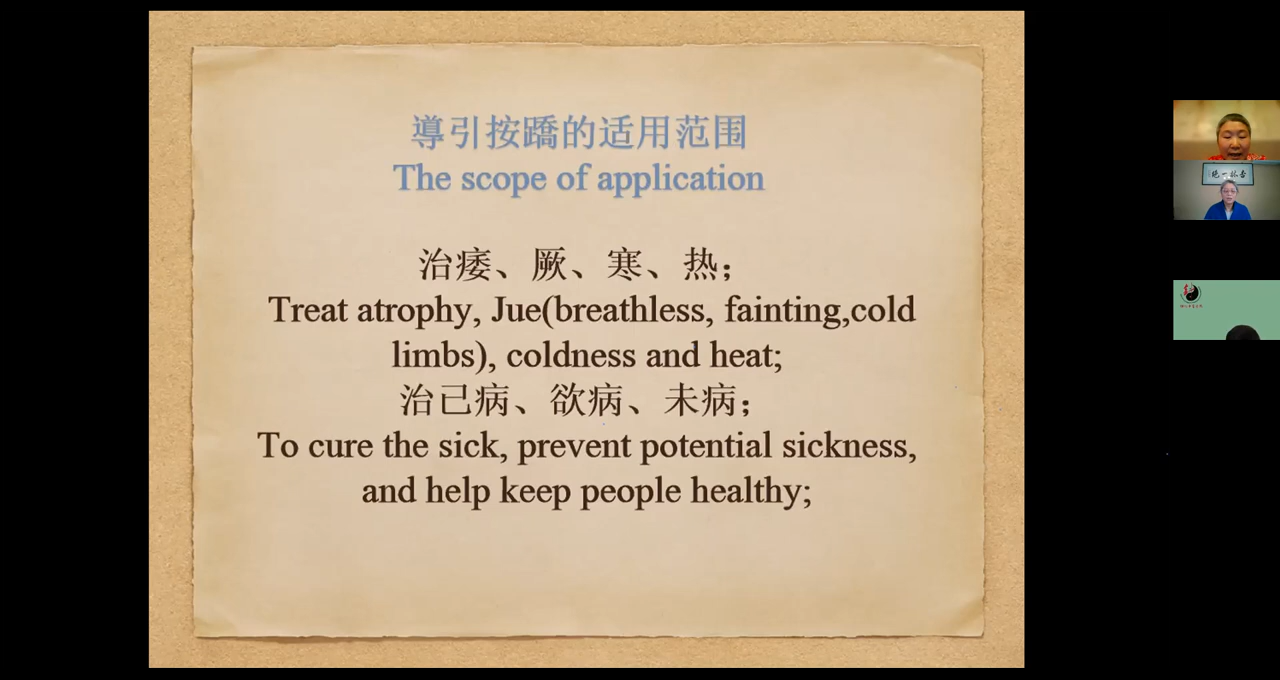 導引按蹻的适用范围
The scope of application
治痿、厥、寒、热；
Treat atrophy, Jue(breathless, fainting,cold
limbs), coldness and heat;
治已病、欲病、未病；
To cure the sick, prevent potential sickness,
and help keep people healthy;